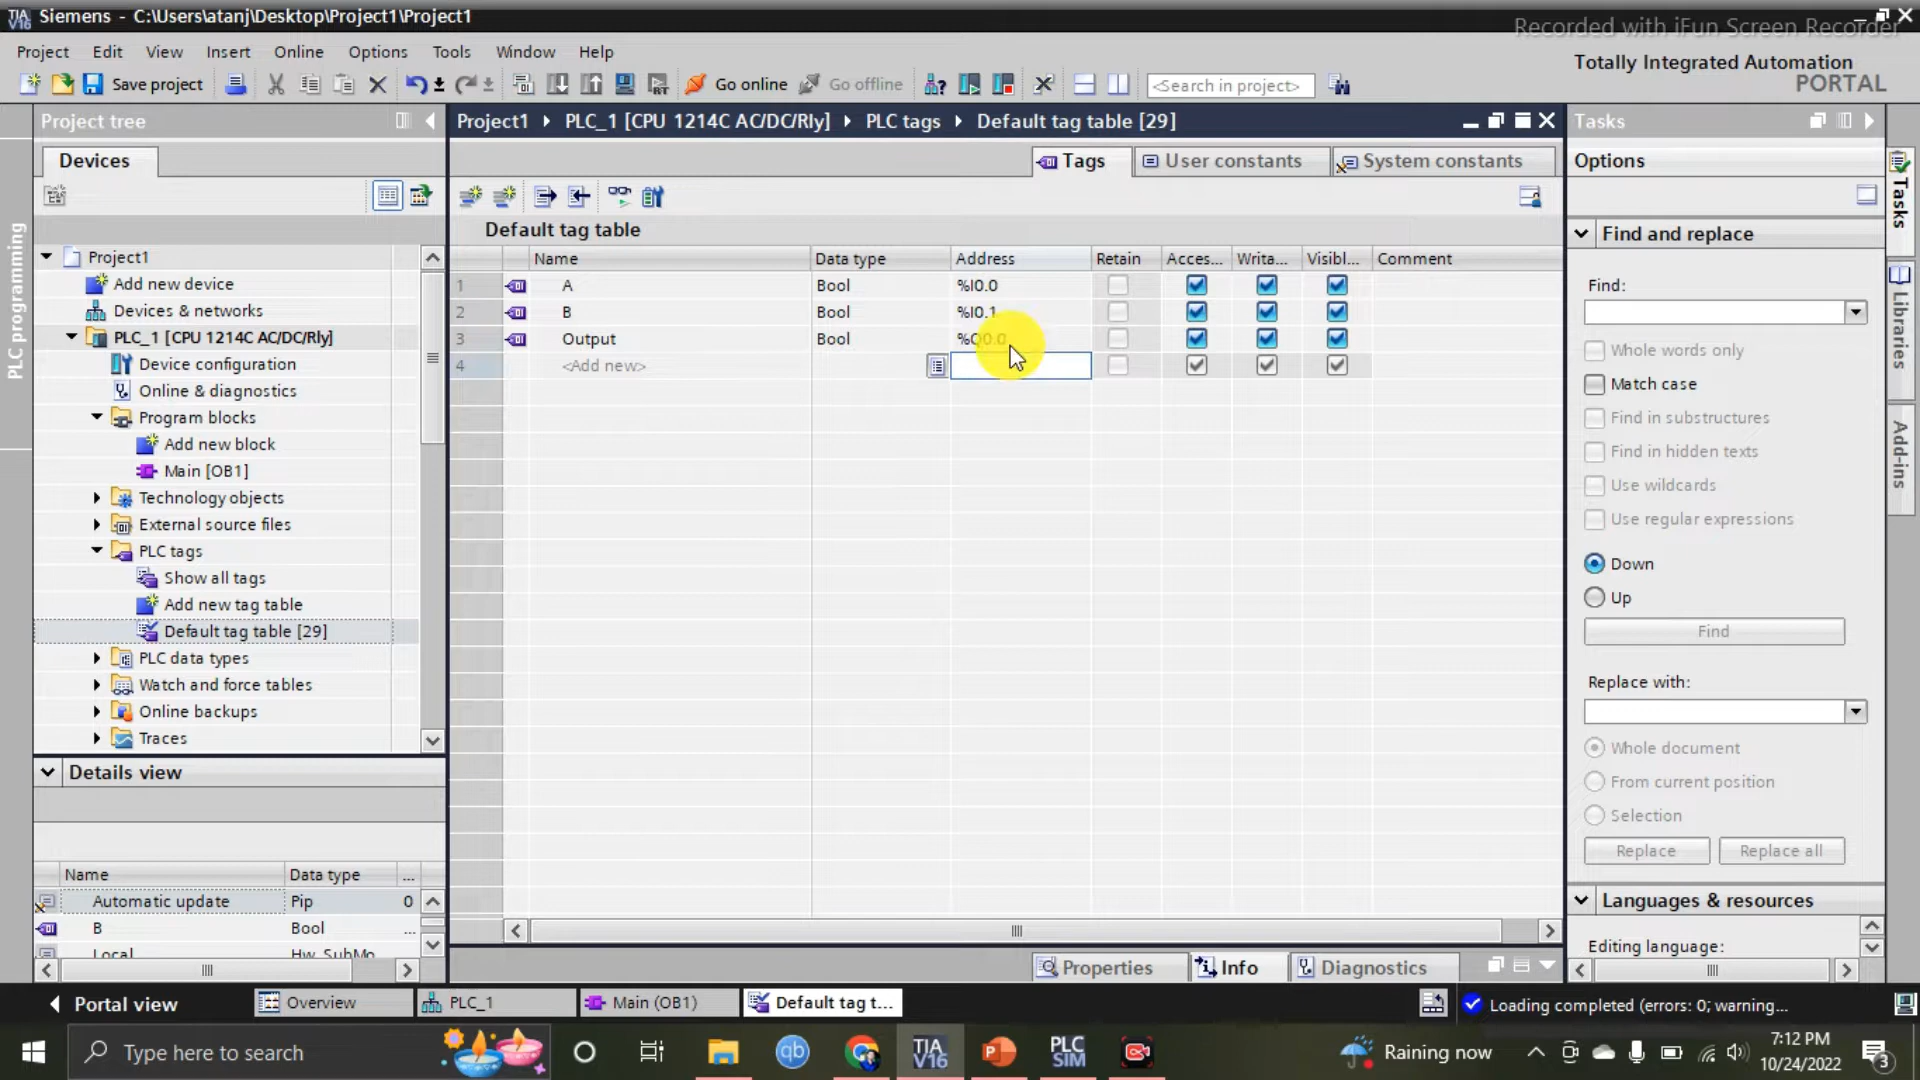 Siemens - C:\Users\atanj\Desktop\Project1\Project1
Recorded with iFun Screen Recorder
Project Edit View Insert Online Options Tools Window Help
Totally Integrated Automation
PORTAL
Save project
Go online
Go offline
<Search in project>
Project tree
Project1 PLC_1 [CPU 1214C AC/DC/Rly] PLC tags Default tag table [29]
Tasks
Devices
Tags
User constants
System constants
Options
Default tag table
Find and replace
Name Data type Address Retain Acces... Writa... Visibl... Comment
1 A Bool %I0.0
2 B Bool %I0.1
3 Output Bool %Q0.0
4 <Add new>
Project1
Add new device
Devices & networks
PLC_1 [CPU 1214C AC/DC/Rly]
Device configuration
Online & diagnostics
Program blocks
Add new block
Main [OB1]
Technology objects
External source files
PLC tags
Show all tags
Add new tag table
Default tag table [29]
PLC data types
Watch and force tables
Online backups
Traces
PLC programming
Find:
Whole words only
Match case
Find in substructures
Find in hidden texts
Use wildcards
Use regular expressions
Down
Up
Find
Replace with:
Whole document
From current position
Selection
Replace
Replace all
Languages & resources
Editing language:
Tasks
Libraries
Add-ins
Details view
Name Data type ...
Automatic update Pip 0
B Bool ...
Local Hw_SubMo
Properties
Info
Diagnostics
Portal view
Overview
PLC_1
Main (OB1)
Default tag t...
Loading completed (errors: 0; warning...
Type here to search
TIA
V16
PLC
SIM
Raining now
7:12 PM
10/24/2022
3